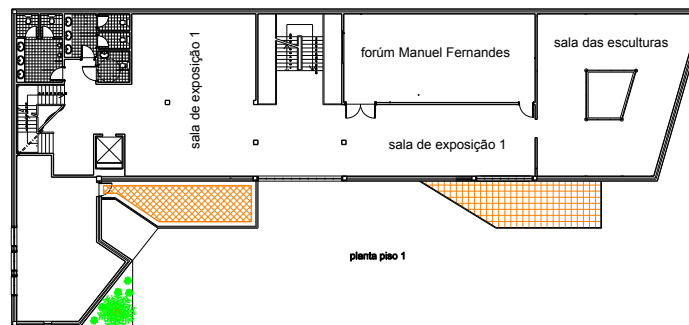 sala de exposição 1
forúm Manuel Fernandes
sala das esculturas
sala de exposição 1
planta piso 1